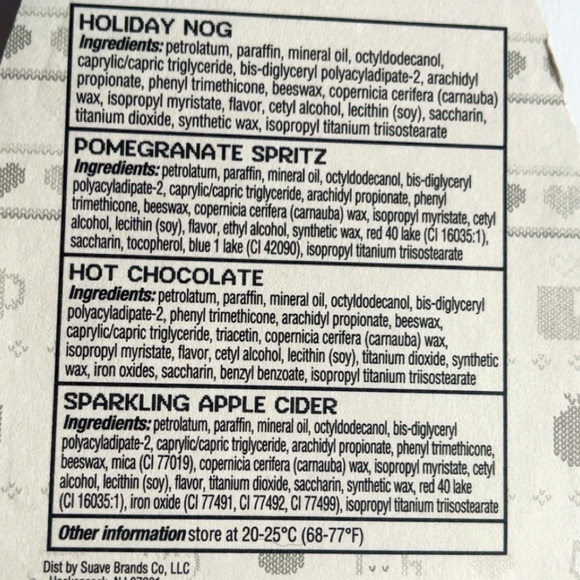 HOLIDAY NOG
Ingredients: petrolatum, paraffin, mineral oil, octyldodecanol,
caprylic/capric triglyceride, bis-diglyceryl polyacyladipate-2, arachidyl
propionate, phenyl trimethicone, beeswax, copernicia cerifera (carnauba)
wax, isopropyl myristate, flavor, cetyl alcohol, lecithin (soy), saccharin,
titanium dioxide, synthetic wax, isopropyl titanium triisostearate
POMEGRANATE SPRITZ
Ingredients: petrolatum, paraffin, mineral oil, octyldodecanol, bis-diglyceryl
polyacyladipate-2, caprylic/capric triglyceride, arachidyl propionate, phenyl
trimethicone, beeswax, copernicia cerifera (carnauba) wax, isopropyl myristate, cetyl
alcohol, lecithin (soy), flavor, ethyl alcohol, synthetic wax, red 40 lake (CI 16035:1),
saccharin, tocopherol, blue 1 lake (CI 42090), isopropyl titanium triisostearate
HOT CHOCOLATE
Ingredients: petrolatum, paraffin, mineral oil, octyldodecanol, bis-diglyceryl
polyacyladipate-2, phenyl trimethicone, arachidyl propionate, beeswax,
caprylic/capric triglyceride, triacetin, copernicia cerifera (carnauba) wax,
isopropyl myristate, flavor, cetyl alcohol, lecithin (soy), titanium dioxide, synthetic
wax, iron oxides, saccharin, benzyl benzoate, isopropyl titanium triisostearate
SPARKLING APPLE CIDER
Ingredients: petrolatum, paraffin, mineral oil, octyldodecanol, bis-diglyceryl
polyacyladipate-2, caprylic/capric triglyceride, arachidyl propionate, phenyl trimethicone,
beeswax, mica (CI 77019), copernicia cerifera (carnauba) wax, isopropyl myristate, cetyl
alcohol, lecithin (soy), flavor, titanium dioxide, saccharin, synthetic wax, red 40 lake
(CI 16035:1), iron oxide (CI 77491, CI 77492, CI 77499), isopropyl titanium triisostearate
Other information store at 20-25°C (68-77°F)
Dist by Suave Brands Co, LLC